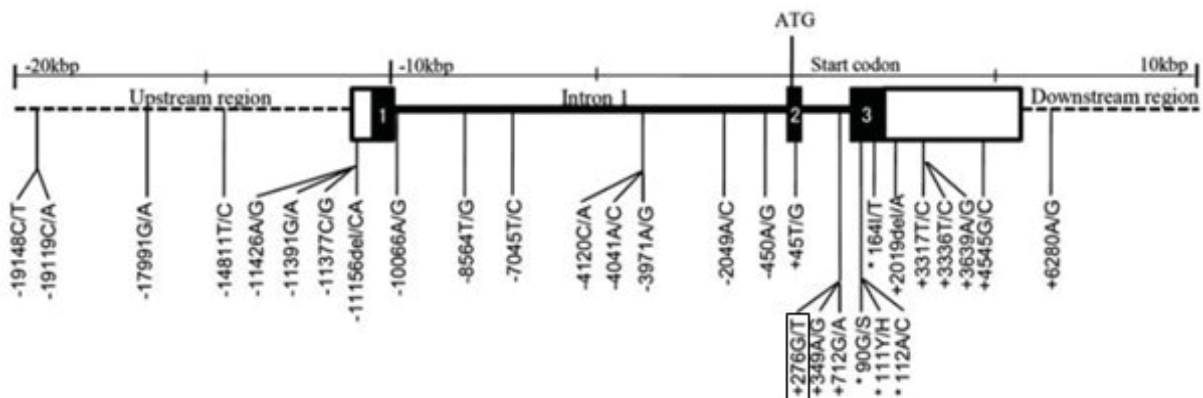 ATG
-20kbp -10kbp Start codon 10kbp
Upstream region Intron 1 Downstream region
1 2 3
-19148C/T
-19119C/A
-17991G/A
-14811T/C
-11426A/G
-11391G/A
-11377C/G
-11156del/CA
-10066A/G
-8564T/G
-7045T/C
-4120C/A
-4041A/C
-3971A/G
-2049A/C
-450A/G
+45T/G
+276G/T
+349A/G
+712G/A
* 90G/S
* 111Y/H
* 112A/C
* 164I/T
+2019del/A
+3317T/C
+3336T/C
+3639A/G
+4545G/C
+6280A/G